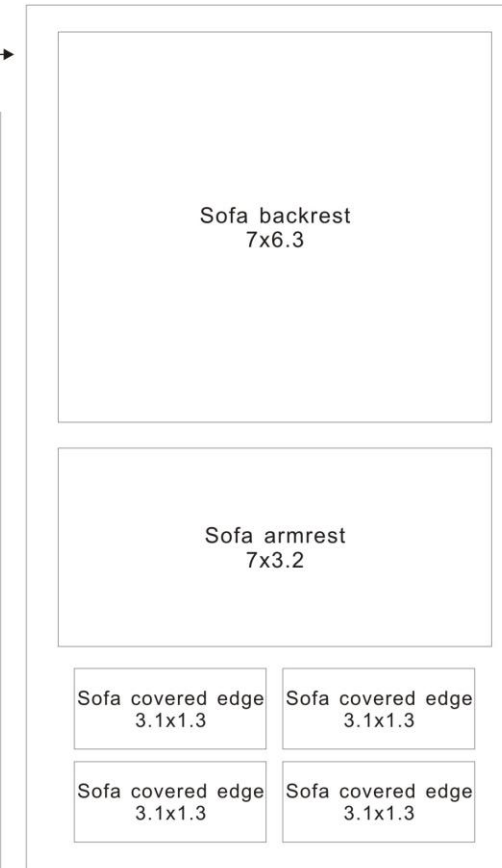 Sofa backrest
7x6.3
Sofa armrest
7x3.2
Sofa covered edge
3.1x1.3
Sofa covered edge
3.1x1.3
Sofa covered edge
3.1x1.3
Sofa covered edge
3.1x1.3